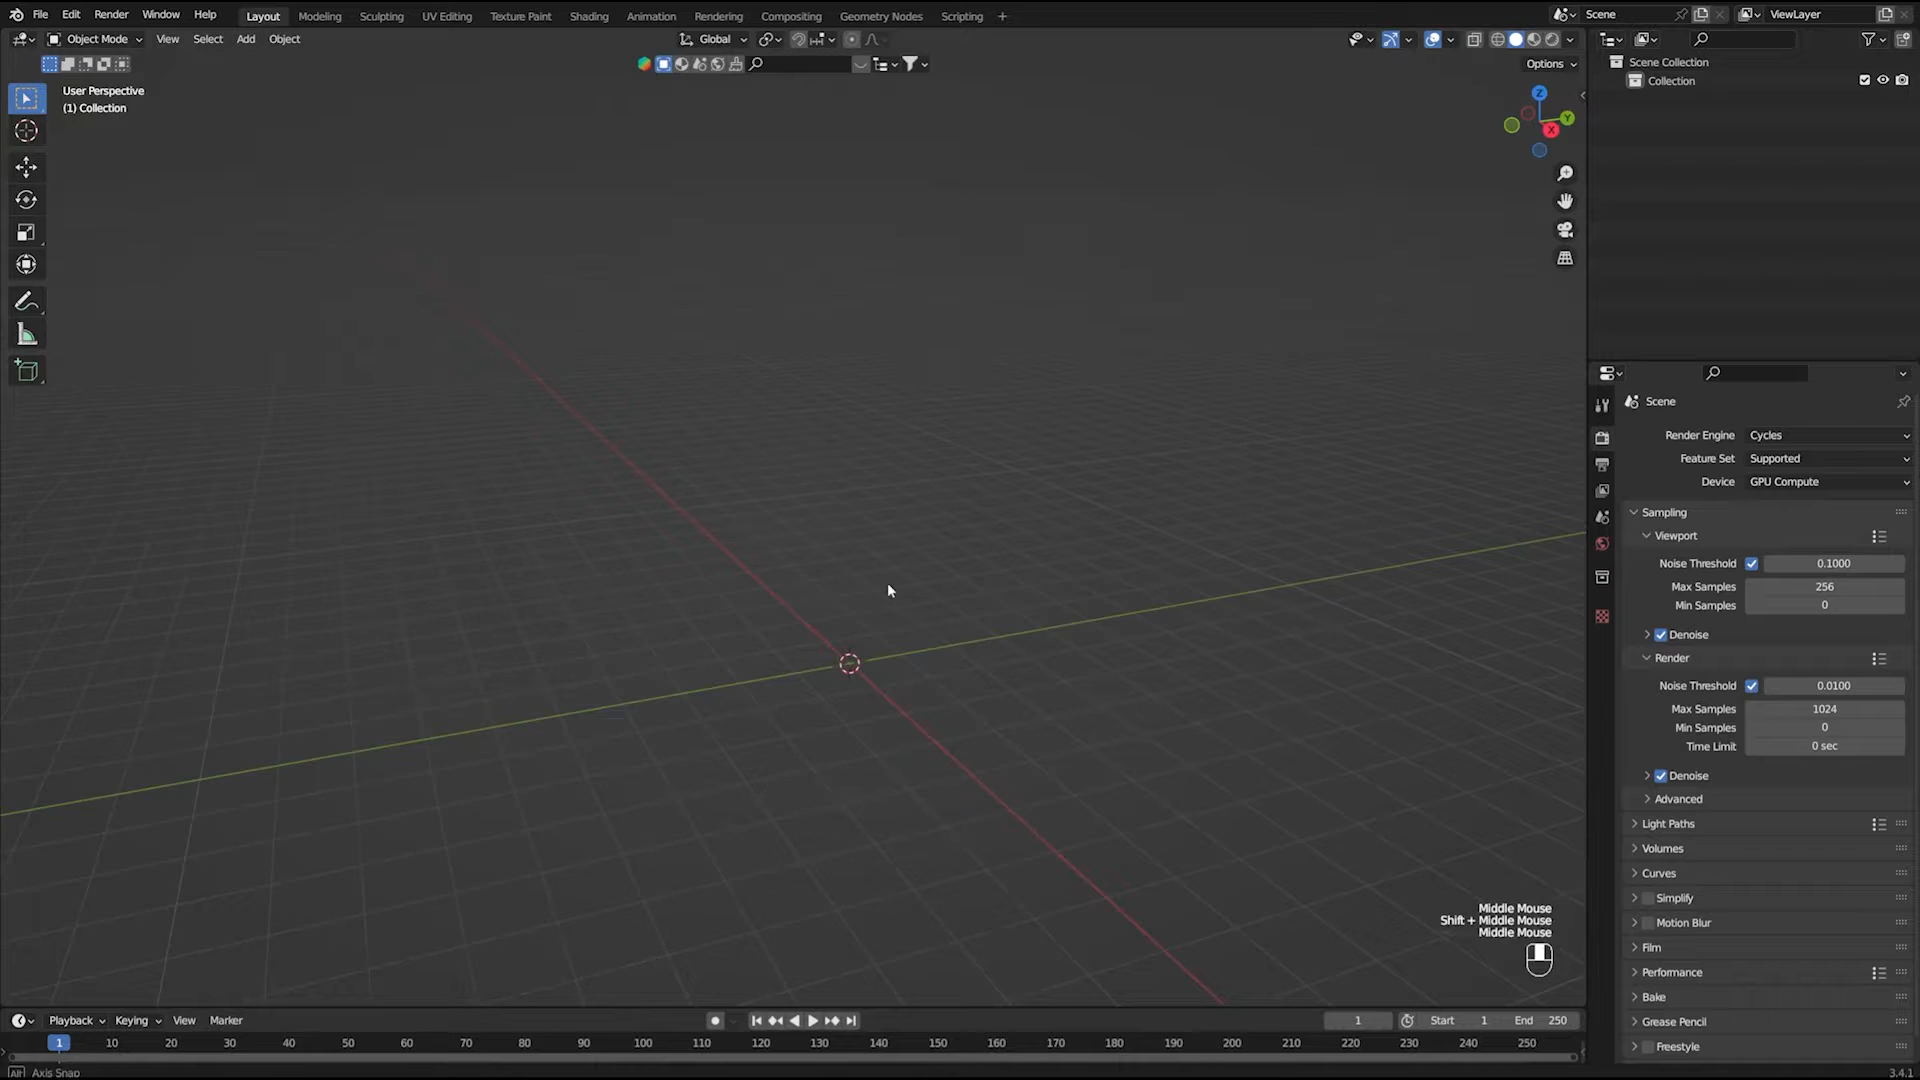 File Edit Render Window Help Layout Modeling Sculpting UV Editing Texture Paint Shading Animation Rendering Compositing Geometry Nodes Scripting + Scene ViewLayer
Object Mode View Select Add Object Global
Options
User Perspective
(1) Collection
Z
Y
X
Scene Collection
Collection
Scene
Render Engine Cycles
Feature Set Supported
Device GPU Compute
Sampling
Viewport
Noise Threshold 0.1000
Max Samples 256
Min Samples 0
Denoise
Render
Noise Threshold 0.0100
Max Samples 1024
Min Samples 0
Time Limit 0 sec
Denoise
Advanced
Light Paths
Volumes
Curves
Simplify
Motion Blur
Film
Performance
Bake
Grease Pencil
Freestyle
Middle Mouse
Shift + Middle Mouse
Middle Mouse
Playback Keying View Marker 1 Start 1 End 250
1 10 20 30 40 50 60 70 80 90 100 110 120 130 140 150 160 170 180 190 200 210 220 230 240 250
Alt Axis Snap 3.4.1